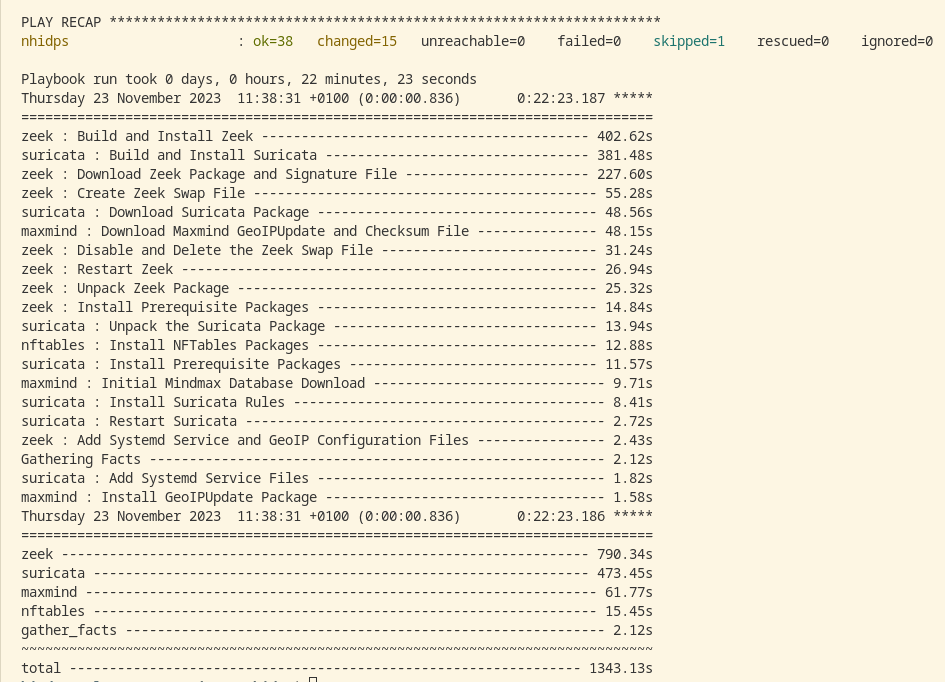 PLAY RECAP *********************************************************************
nhidps                     : ok=38   changed=15   unreachable=0    failed=0    skipped=1    rescued=0    ignored=0
Playbook run took 0 days, 0 hours, 22 minutes, 23 seconds
Thursday 23 November 2023  11:38:31 +0100 (0:00:00.836)       0:22:23.187 *****
===============================================================================
zeek : Build and Install Zeek ----------------------------------------- 402.62s
suricata : Build and Install Suricata --------------------------------- 381.48s
zeek : Download Zeek Package and Signature File ----------------------- 227.60s
zeek : Create Zeek Swap File ------------------------------------------- 55.28s
suricata : Download Suricata Package ----------------------------------- 48.56s
maxmind : Download Maxmind GeoIPUpdate and Checksum File --------------- 48.15s
zeek : Disable and Delete the Zeek Swap File --------------------------- 31.24s
zeek : Restart Zeek ---------------------------------------------------- 26.94s
zeek : Unpack Zeek Package --------------------------------------------- 25.32s
zeek : Install Prerequisite Packages ----------------------------------- 14.84s
suricata : Unpack the Suricata Package --------------------------------- 13.94s
nftables : Install NFTables Packages ----------------------------------- 12.88s
suricata : Install Prerequisite Packages ------------------------------- 11.57s
maxmind : Initial Mindmax Database Download ----------------------------- 9.71s
suricata : Install Suricata Rules --------------------------------------- 8.41s
suricata : Restart Suricata --------------------------------------------- 2.72s
zeek : Add Systemd Service and GeoIP Configuration Files ---------------- 2.43s
Gathering Facts --------------------------------------------------------- 2.12s
suricata : Add Systemd Service Files ------------------------------------ 1.82s
maxmind : Install GeoIPUpdate Package ----------------------------------- 1.58s
Thursday 23 November 2023  11:38:31 +0100 (0:00:00.836)       0:22:23.186 *****
===============================================================================
zeek ------------------------------------------------------------------ 790.34s
suricata -------------------------------------------------------------- 473.45s
maxmind ---------------------------------------------------------------- 61.77s
nftables --------------------------------------------------------------- 15.45s
gather_facts ------------------------------------------------------------ 2.12s
~~~~~~~~~~~~~~~~~~~~~~~~~~~~~~~~~~~~~~~~~~~~~~~~~~~~~~~~~~~~~~~~~~~~~~~~~~~~~~~
total ---------------------------------------------------------------- 1343.13s